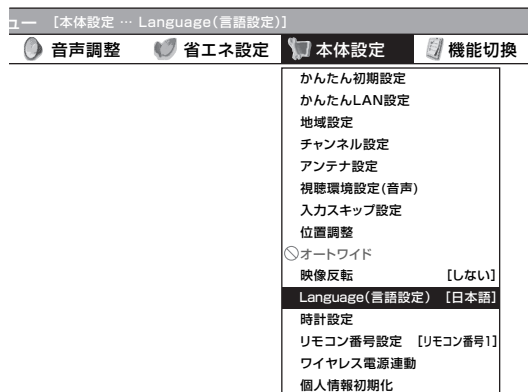 ュー [本体設定 … Language(言語設定)]
音声調整 省エネ設定 本体設定 機能切換
かんたん初期設定
かんたんLAN設定
地域設定
チャンネル設定
アンテナ設定
視聴環境設定(音声)
入力スキップ設定
位置調整
オートワイド
映像反転 [しない]
Language(言語設定) [日本語]
時計設定
リモコン番号設定 [リモコン番号1]
ワイヤレス電源連動
個人情報初期化